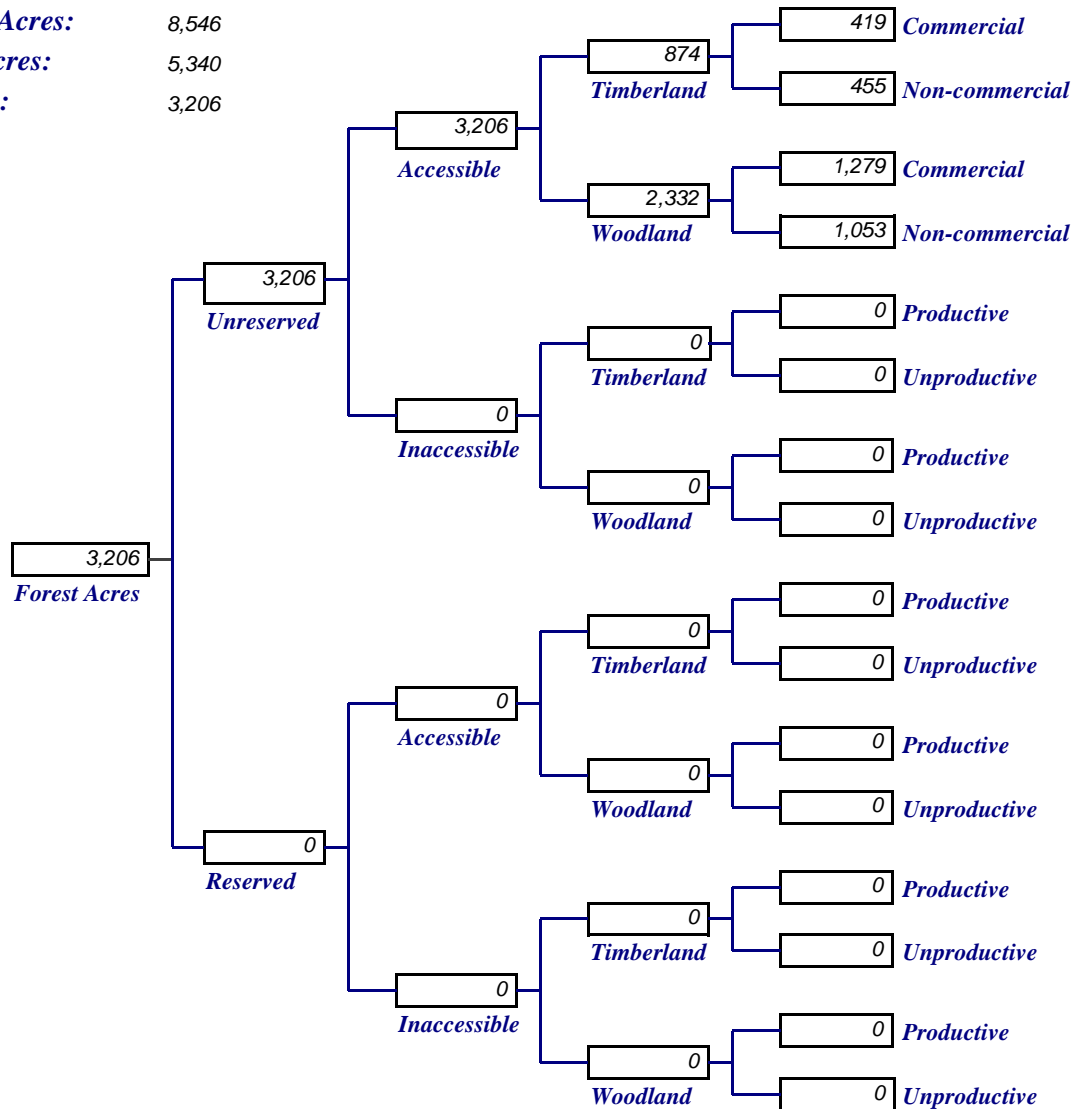 Acres: 8,546
cres: 5,340
: 3,206
419 Commercial
874
Timberland
455 Non-commercial
3,206
Accessible
1,279 Commercial
2,332
Woodland
1,053 Non-commercial
3,206
Unreserved
0 Productive
0
Timberland
0 Unproductive
0
Inaccessible
0 Productive
0
Woodland
0 Unproductive
3,206
Forest Acres
0 Productive
0
Timberland
0 Unproductive
0
Accessible
0 Productive
0
Woodland
0 Unproductive
0
Reserved
0 Productive
0
Timberland
0 Unproductive
0
Inaccessible
0 Productive
0
Woodland
0 Unproductive